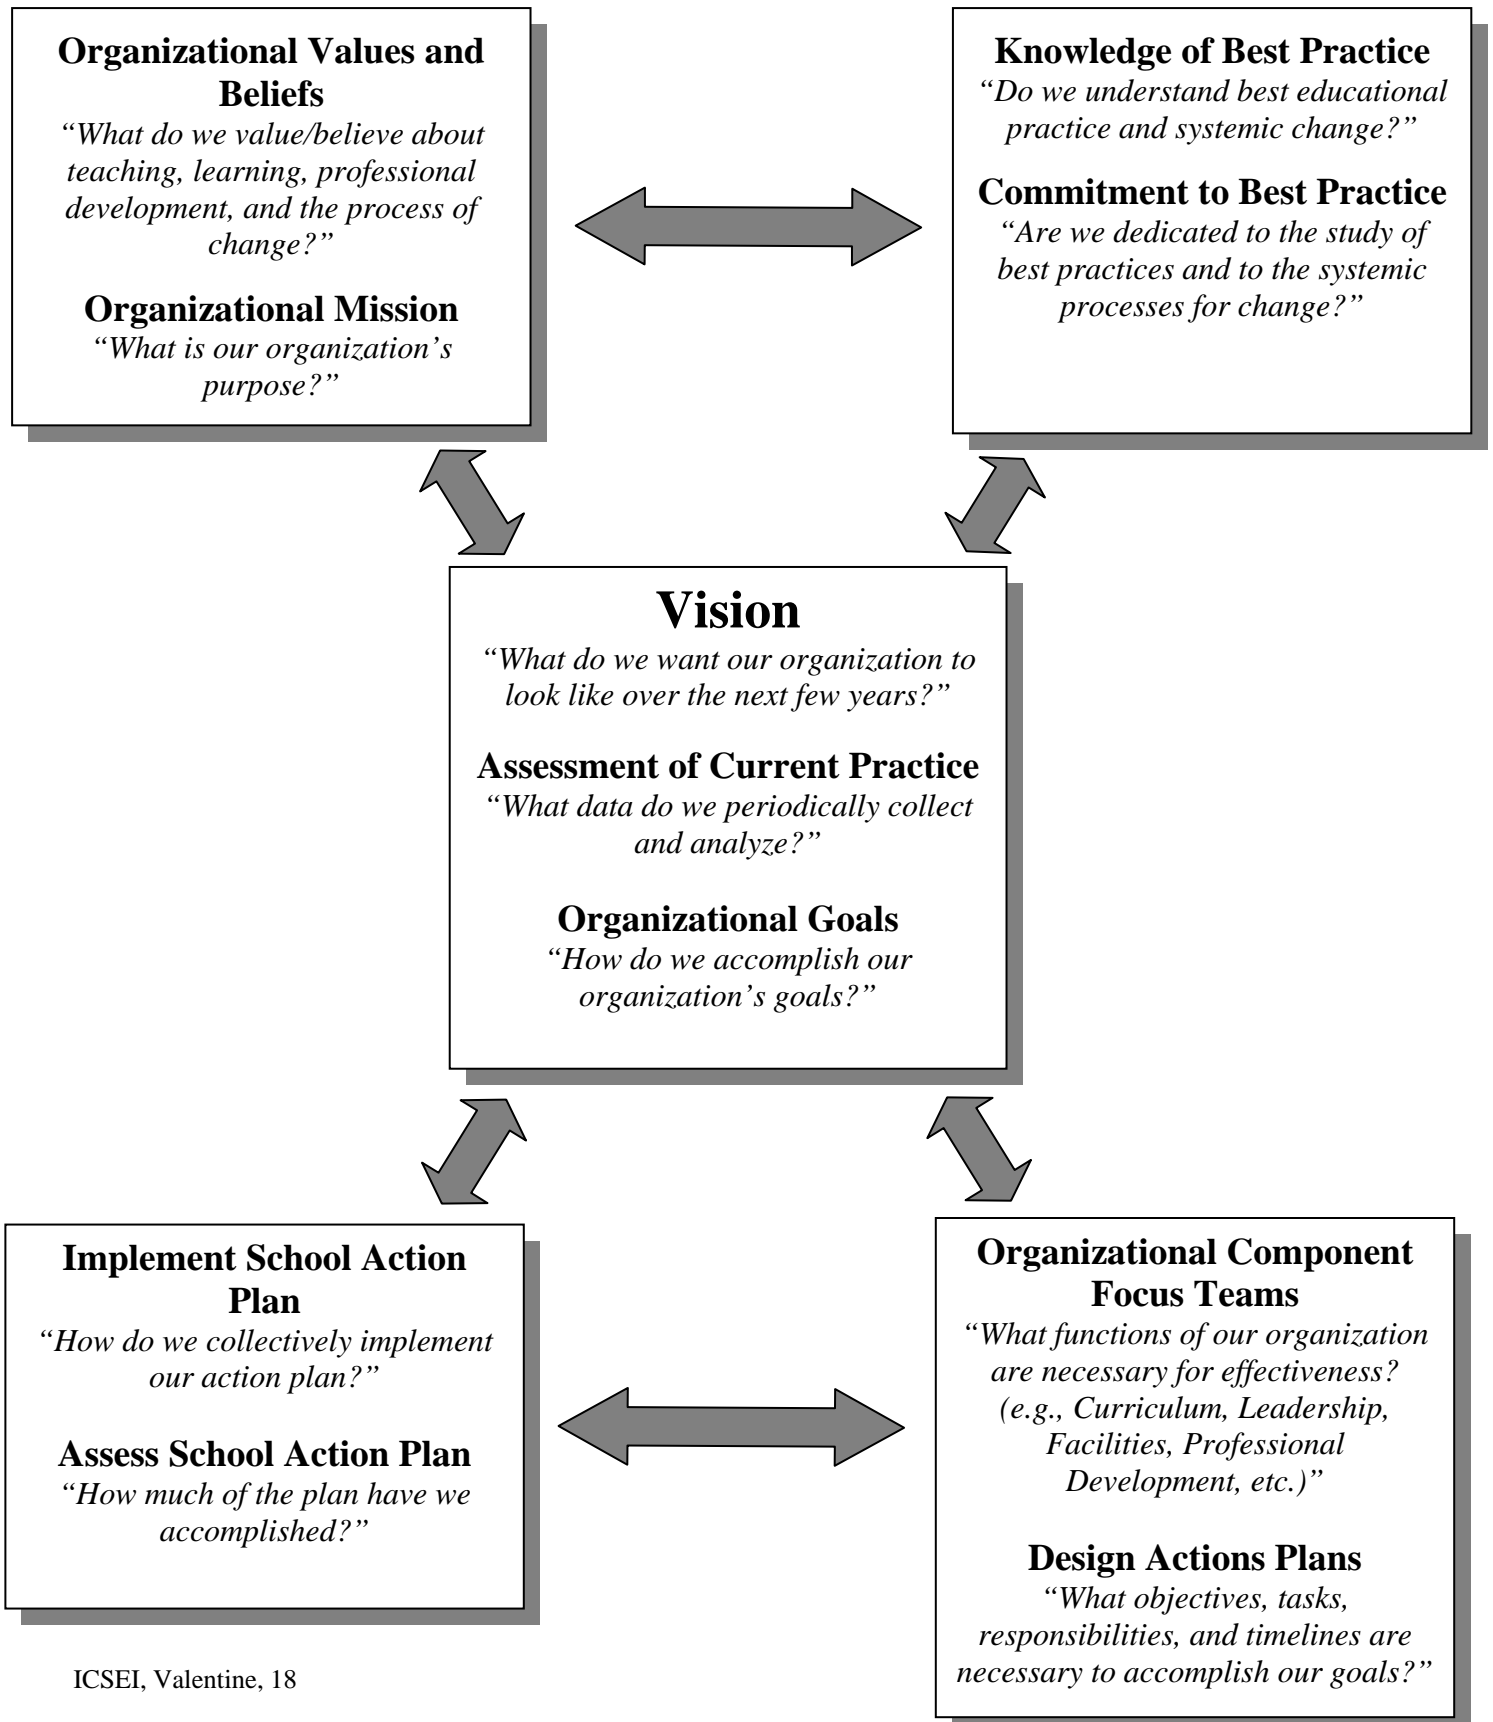 Organizational Values and
Beliefs
“What do we value/believe about
teaching, learning, professional
development, and the process of
change?”
Organizational Mission
“What is our organization’s
purpose?”
Knowledge of Best Practice
“Do we understand best educational
practice and systemic change?”
Commitment to Best Practice
“Are we dedicated to the study of
best practices and to the systemic
processes for change?”
Vision
“What do we want our organization to
look like over the next few years?”
Assessment of Current Practice
“What data do we periodically collect
and analyze?”
Organizational Goals
“How do we accomplish our
organization’s goals?”
Implement School Action
Plan
“How do we collectively implement
our action plan?”
Assess School Action Plan
“How much of the plan have we
accomplished?”
Organizational Component
Focus Teams
“What functions of our organization
are necessary for effectiveness?
(e.g., Curriculum, Leadership,
Facilities, Professional
Development, etc.)”
Design Actions Plans
“What objectives, tasks,
responsibilities, and timelines are
necessary to accomplish our goals?”
ICSEI, Valentine, 18